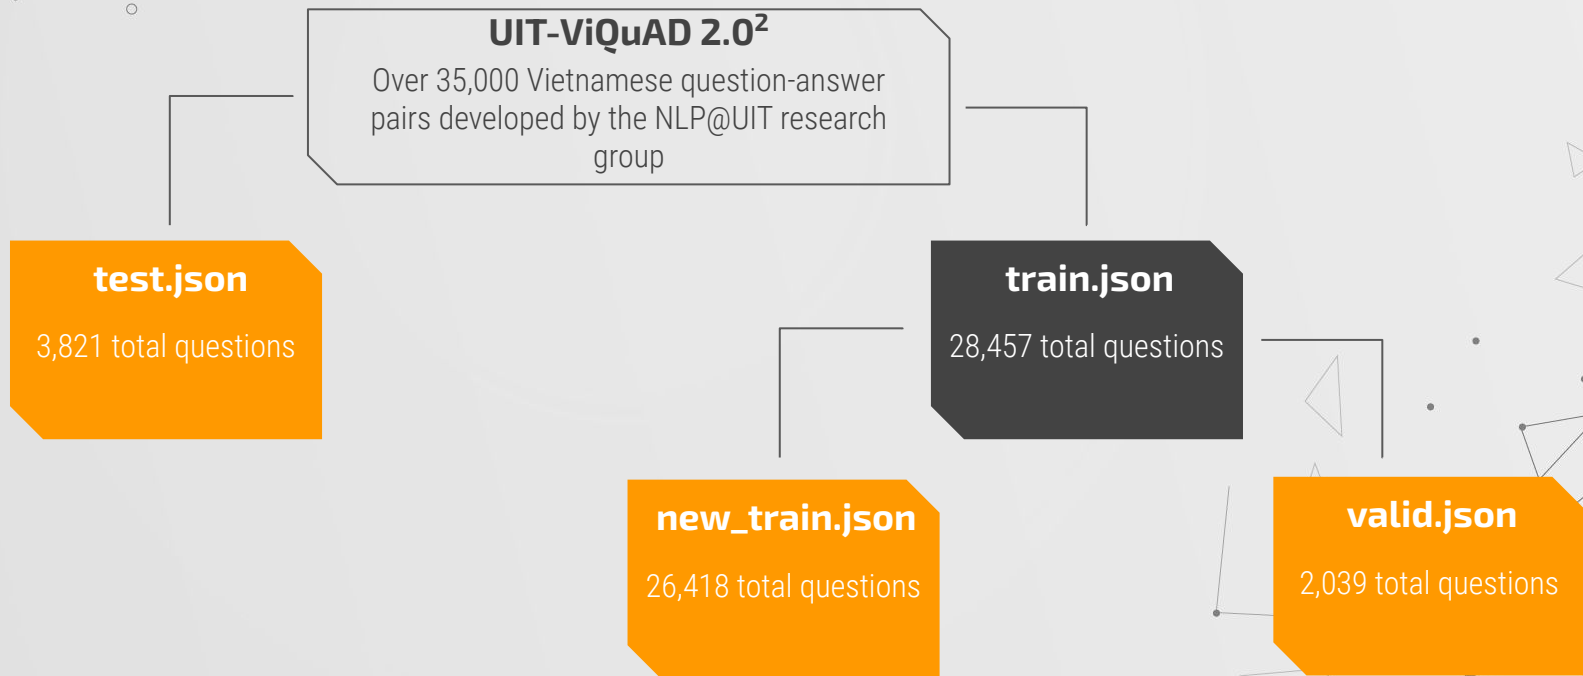 UIT-ViQuAD 2.0²
Over 35,000 Vietnamese question-answer
pairs developed by the NLP@UIT research
group
test.json
3,821 total questions
train.json
28,457 total questions
new_train.json
26,418 total questions
valid.json
2,039 total questions